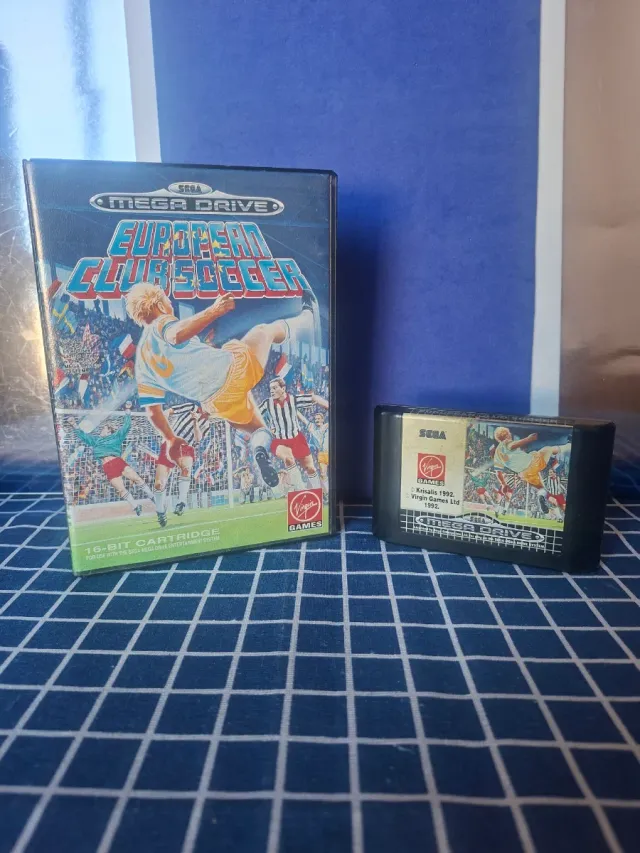 SEGA
MEGA DRIVE
EUROPEAN
CLUB SOCCER
Virgin
GAMES
16-BIT CARTRIDGE
SEGA
Virgin
GAMES
© Krisalis 1992.
Virgin Games Ltd
1992.
MEGA DRIVE